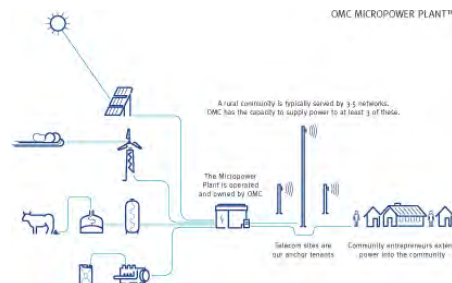 OMC MICROPOWER PLANT™
A rural community is typically served by 3-5 networks.
OMC has the capacity to supply power to at least 3 of these.
The Micropower
Plant is operated
and owned by OMC
Telecom sites are
our anchor tenants
Community entrepreneurs extend
power into the community